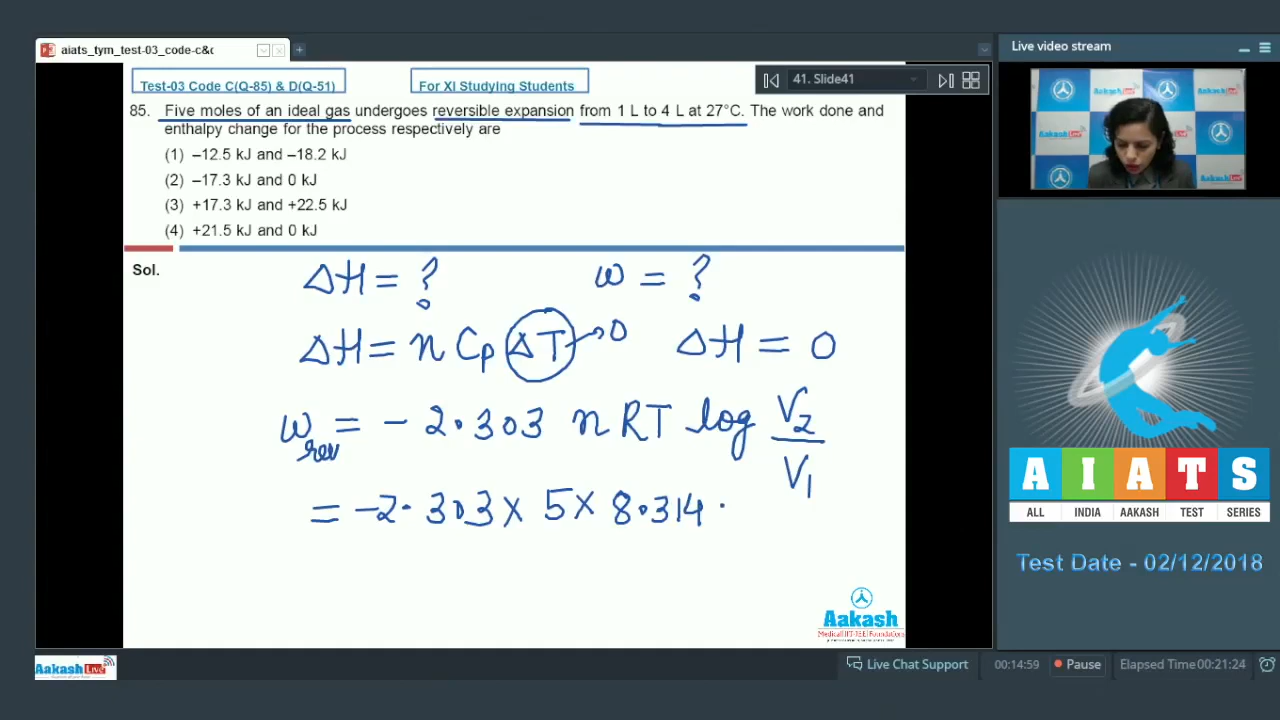 aiats_tym_test-03_code-c&c
Live video stream
Test-03 Code C(Q-85) & D(Q-51)
For XI Studying Students
41. Slide41
85. Five moles of an ideal gas undergoes reversible expansion from 1 L to 4 L at 27°C. The work done and
enthalpy change for the process respectively are
(1) –12.5 kJ and –18.2 kJ
(2) –17.3 kJ and 0 kJ
(3) +17.3 kJ and +22.5 kJ
(4) +21.5 kJ and 0 kJ
Sol.
ΔH = ? w = ?
ΔH = n Cp ΔT → 0 ΔH = 0
w rev = - 2.303 n RT log V2/V1
= -2.303 × 5 × 8.314 .
A I A T S
ALL INDIA AAKASH TEST SERIES
Test Date - 02/12/2018
Aakash
Medical|IIT-JEE|Foundations
Aakash Live
Live Chat Support
00:14:59
Pause
Elapsed Time 00:21:24